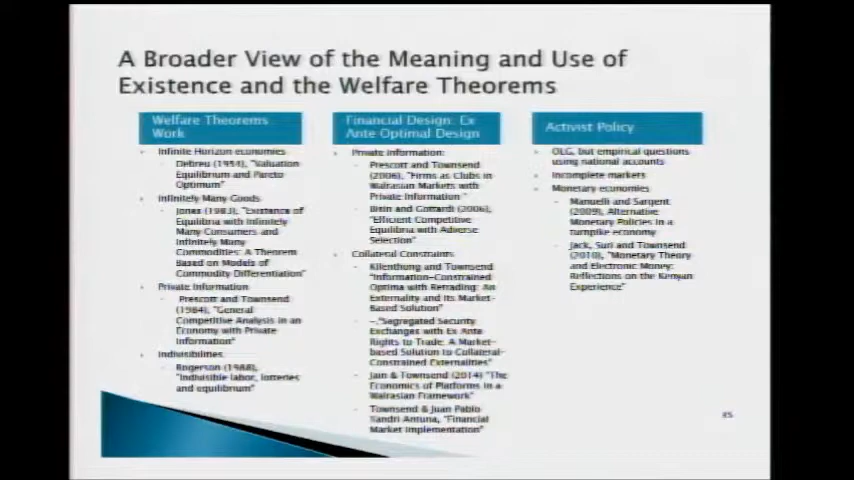 A Broader View of the Meaning and Use of
Existence and the Welfare Theorems
Welfare Theorems
Work
Infinite Horizon economies
Debreu (1954), "Valuation
Equilibrium and Pareto
Optimum"
Infinitely Many Goods
Jones (1983), "Existence of
Equilibria with Infinitely
Many Consumers and
Infinitely Many
Commodities: A Theorem
Based on Models of
Commodity Differentiation"
Private Information
Prescott and Townsend
(1984), "General
Competitive Analysis in an
Economy with Private
Information"
Indivisibilities
Rogerson (1988),
"Indivisible labor, lotteries
and equilibrium"
Financial Design: Ex
Ante Optimal Design
Private Information:
Prescott and Townsend
(2006), "Firms as Clubs in
Walrasian Markets with
Private Information"
Bisin and Gottardi (2006),
"Efficient Competitive
Equilibria with Adverse
Selection"
Collateral Constraints
Kilenthong and Townsend
"Information-Constrained
Optima with Retrading: An
Externality and Its Market-
Based Solution"
-."Segregated Security
Exchanges with Ex Ante
Rights to Trade: A Market-
based Solution to Collateral-
Constrained Externalities"
Jain & Townsend (2014) "The
Economics of Platforms in a
Walrasian Framework"
Townsend & Juan Pablo
Xandri Antuna, "Financial
Market Implementation"
Activist Policy
OLG, but empirical questions
using national accounts
Incomplete markets
Monetary economies
Manuelli and Sargent
(2009), Alternative
Monetary Policies in a
turnpike economy
Jack, Suri and Townsend
(2010), "Monetary Theory
and Electronic Money:
Reflections on the Kenyan
Experience"